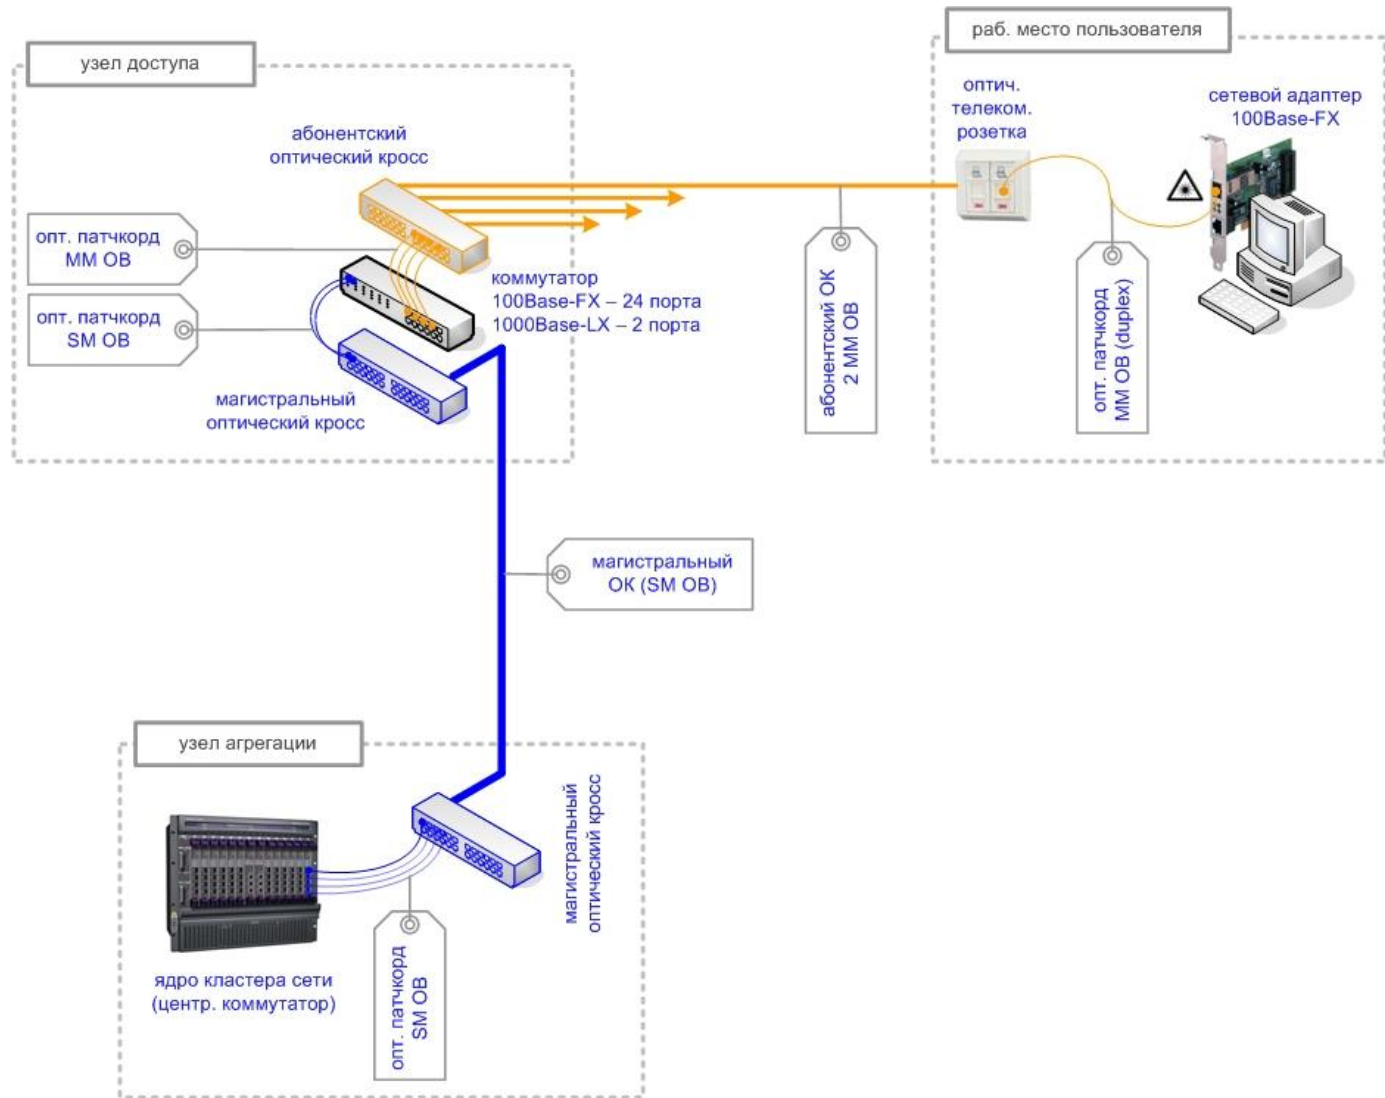 узел доступа
абонентский
оптический кросс
опт. патчкорд
ММ ОВ
опт. патчкорд
SM ОВ
коммутатор
100Base-FX – 24 порта
1000Base-LX – 2 порта
магистральный
оптический кросс
абонентский ОК
2 ММ ОВ
раб. место пользователя
оптич.
телеком.
розетка
сетевой адаптер
100Base-FX
опт. патчкорд
ММ ОВ (duplex)
магистральный
ОК (SM ОВ)
узел агрегации
магистральный
оптический кросс
ядро кластера сети
(центр. коммутатор)
опт. патчкорд
SM ОВ